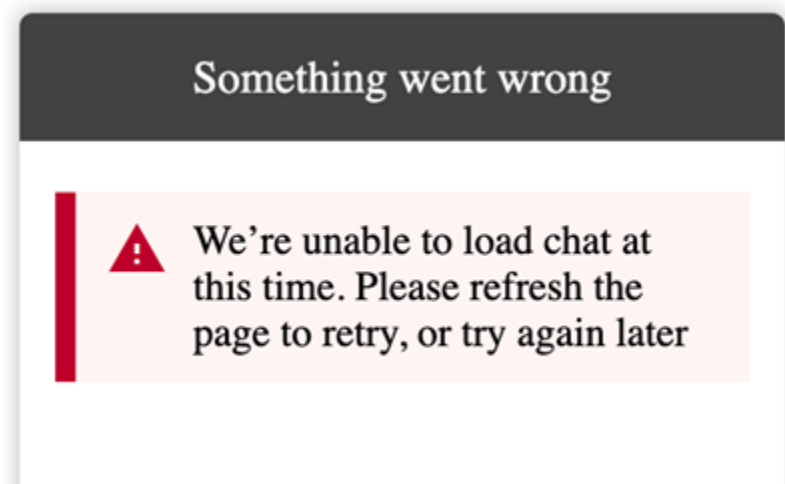 Something went wrong
We’re unable to load chat at
this time. Please refresh the
page to retry, or try again later